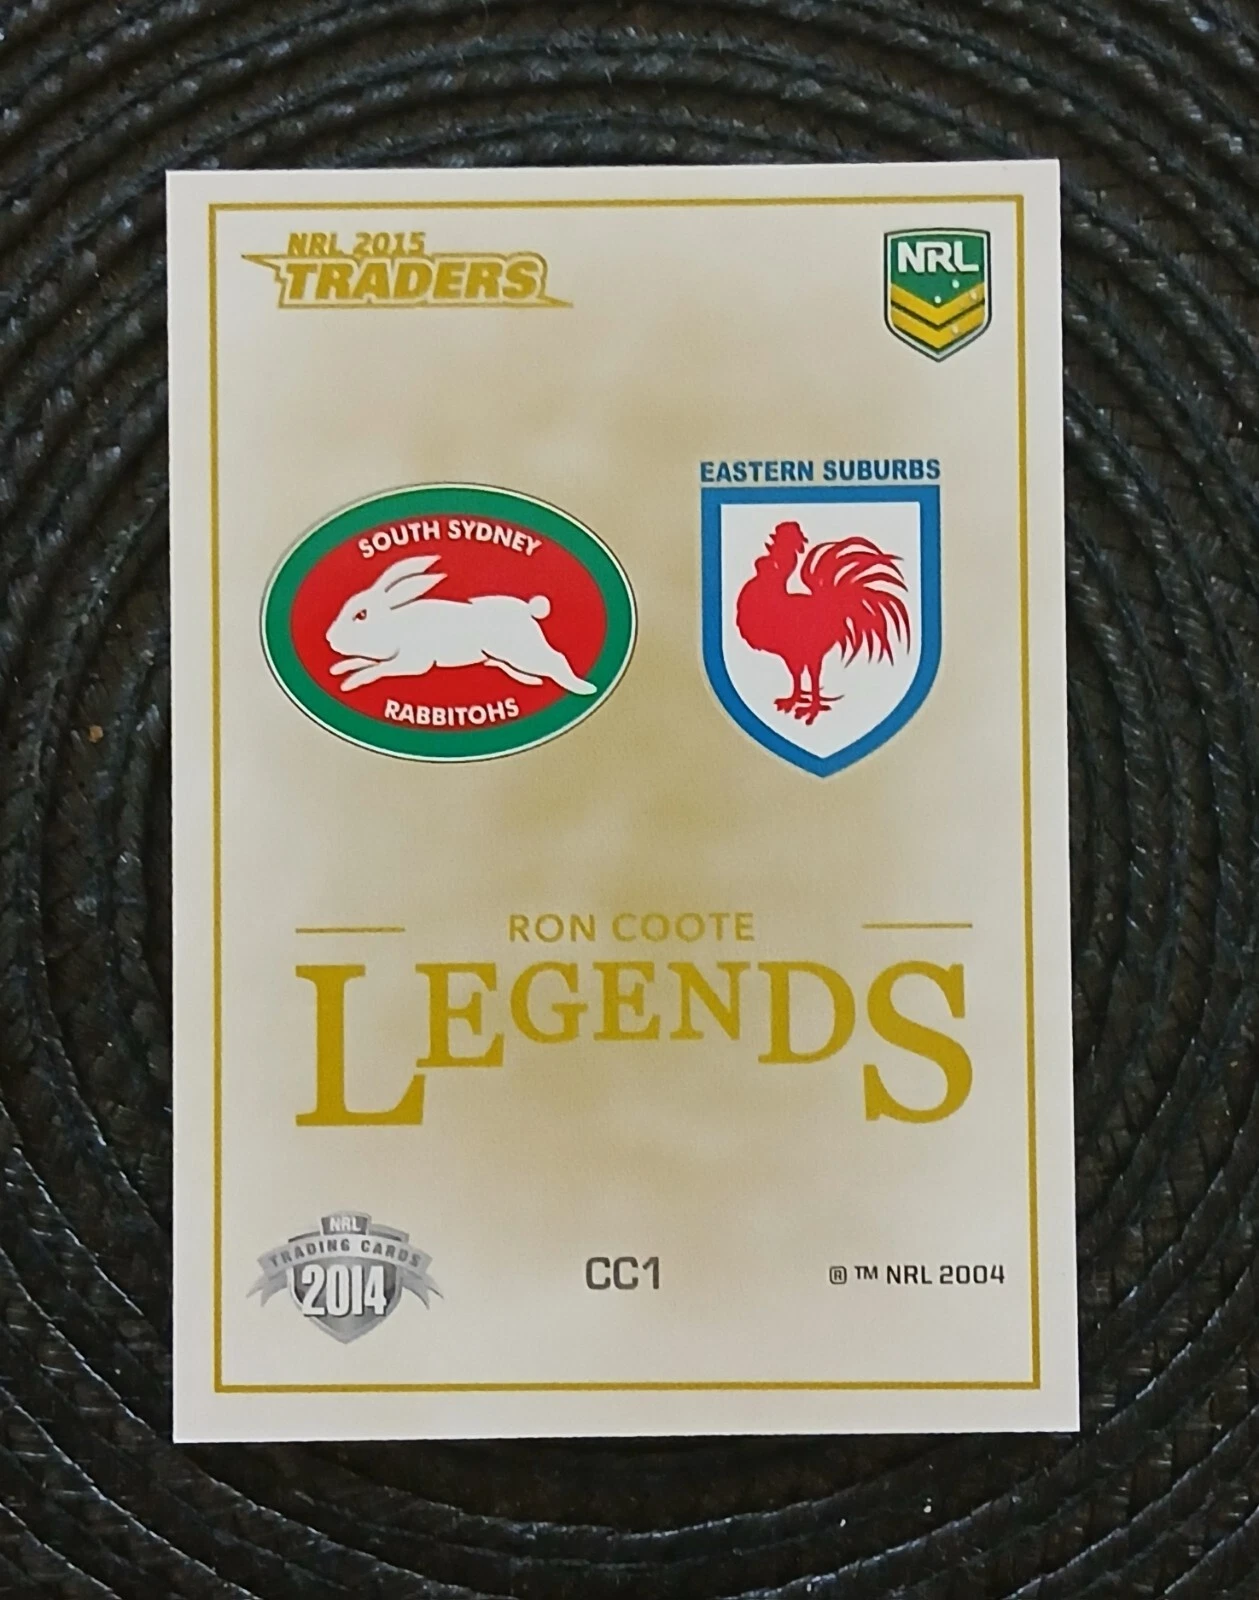 NRL 2015
TRADERS
NRL
EASTERN SUBURBS
SOUTH SYDNEY
RABBITOHS
RON COOTE
LEGENDS
NRL
TRADING CARDS
2014
CC1
® ™ NRL 2004